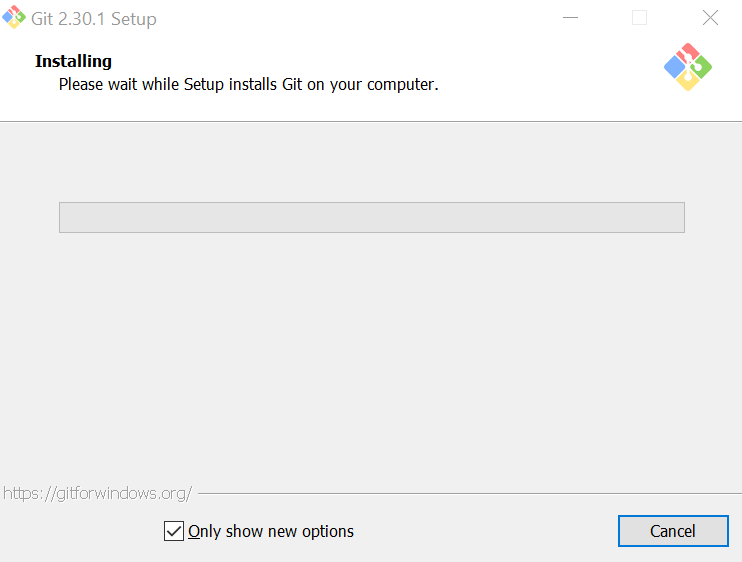 Git 2.30.1 Setup
Installing
Please wait while Setup installs Git on your computer.
https://gitforwindows.org/
Only show new options
Cancel